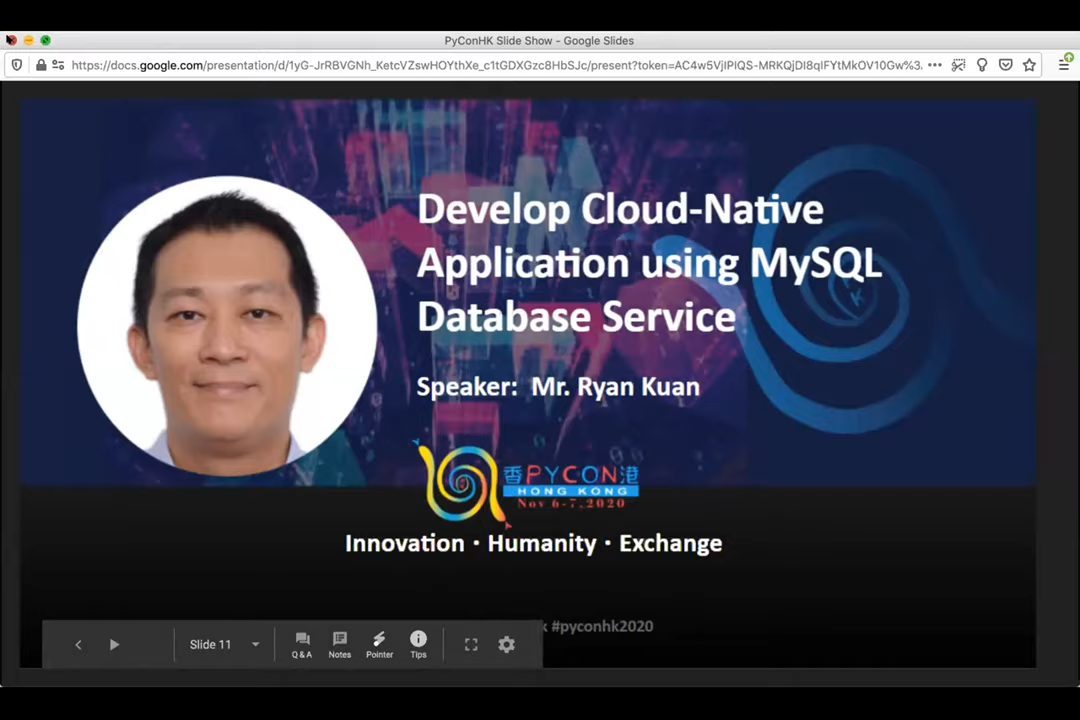 PyConHK Slide Show - Google Slides
https://docs.google.com/presentation/d/1yG-JrRBVGNh_KetcVZswHOYthXe_c1tGDXGzc8HbSJc/present?token=AC4w5VjIPIQS-MRKQjDI8qlFYtMkOV10Gw%3.
Develop Cloud-Native
Application using MySQL
Database Service
Speaker: Mr. Ryan Kuan
香PYCON港
HONG KONG
Nov 6-7,2020
Innovation · Humanity · Exchange
k #pyconhk2020
Slide 11
Q&A
Notes
Pointer
Tips